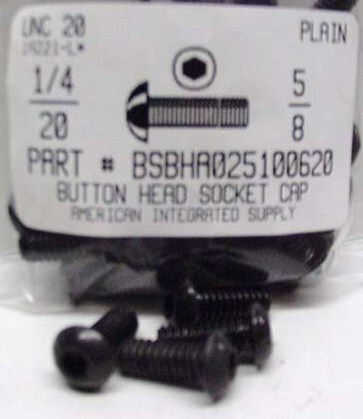 UNC 20
PLAIN
1/4
20
5
8
PART # BSBHA025100620
BUTTON HEAD SOCKET CAP
AMERICAN INTEGRATED SUPPLY